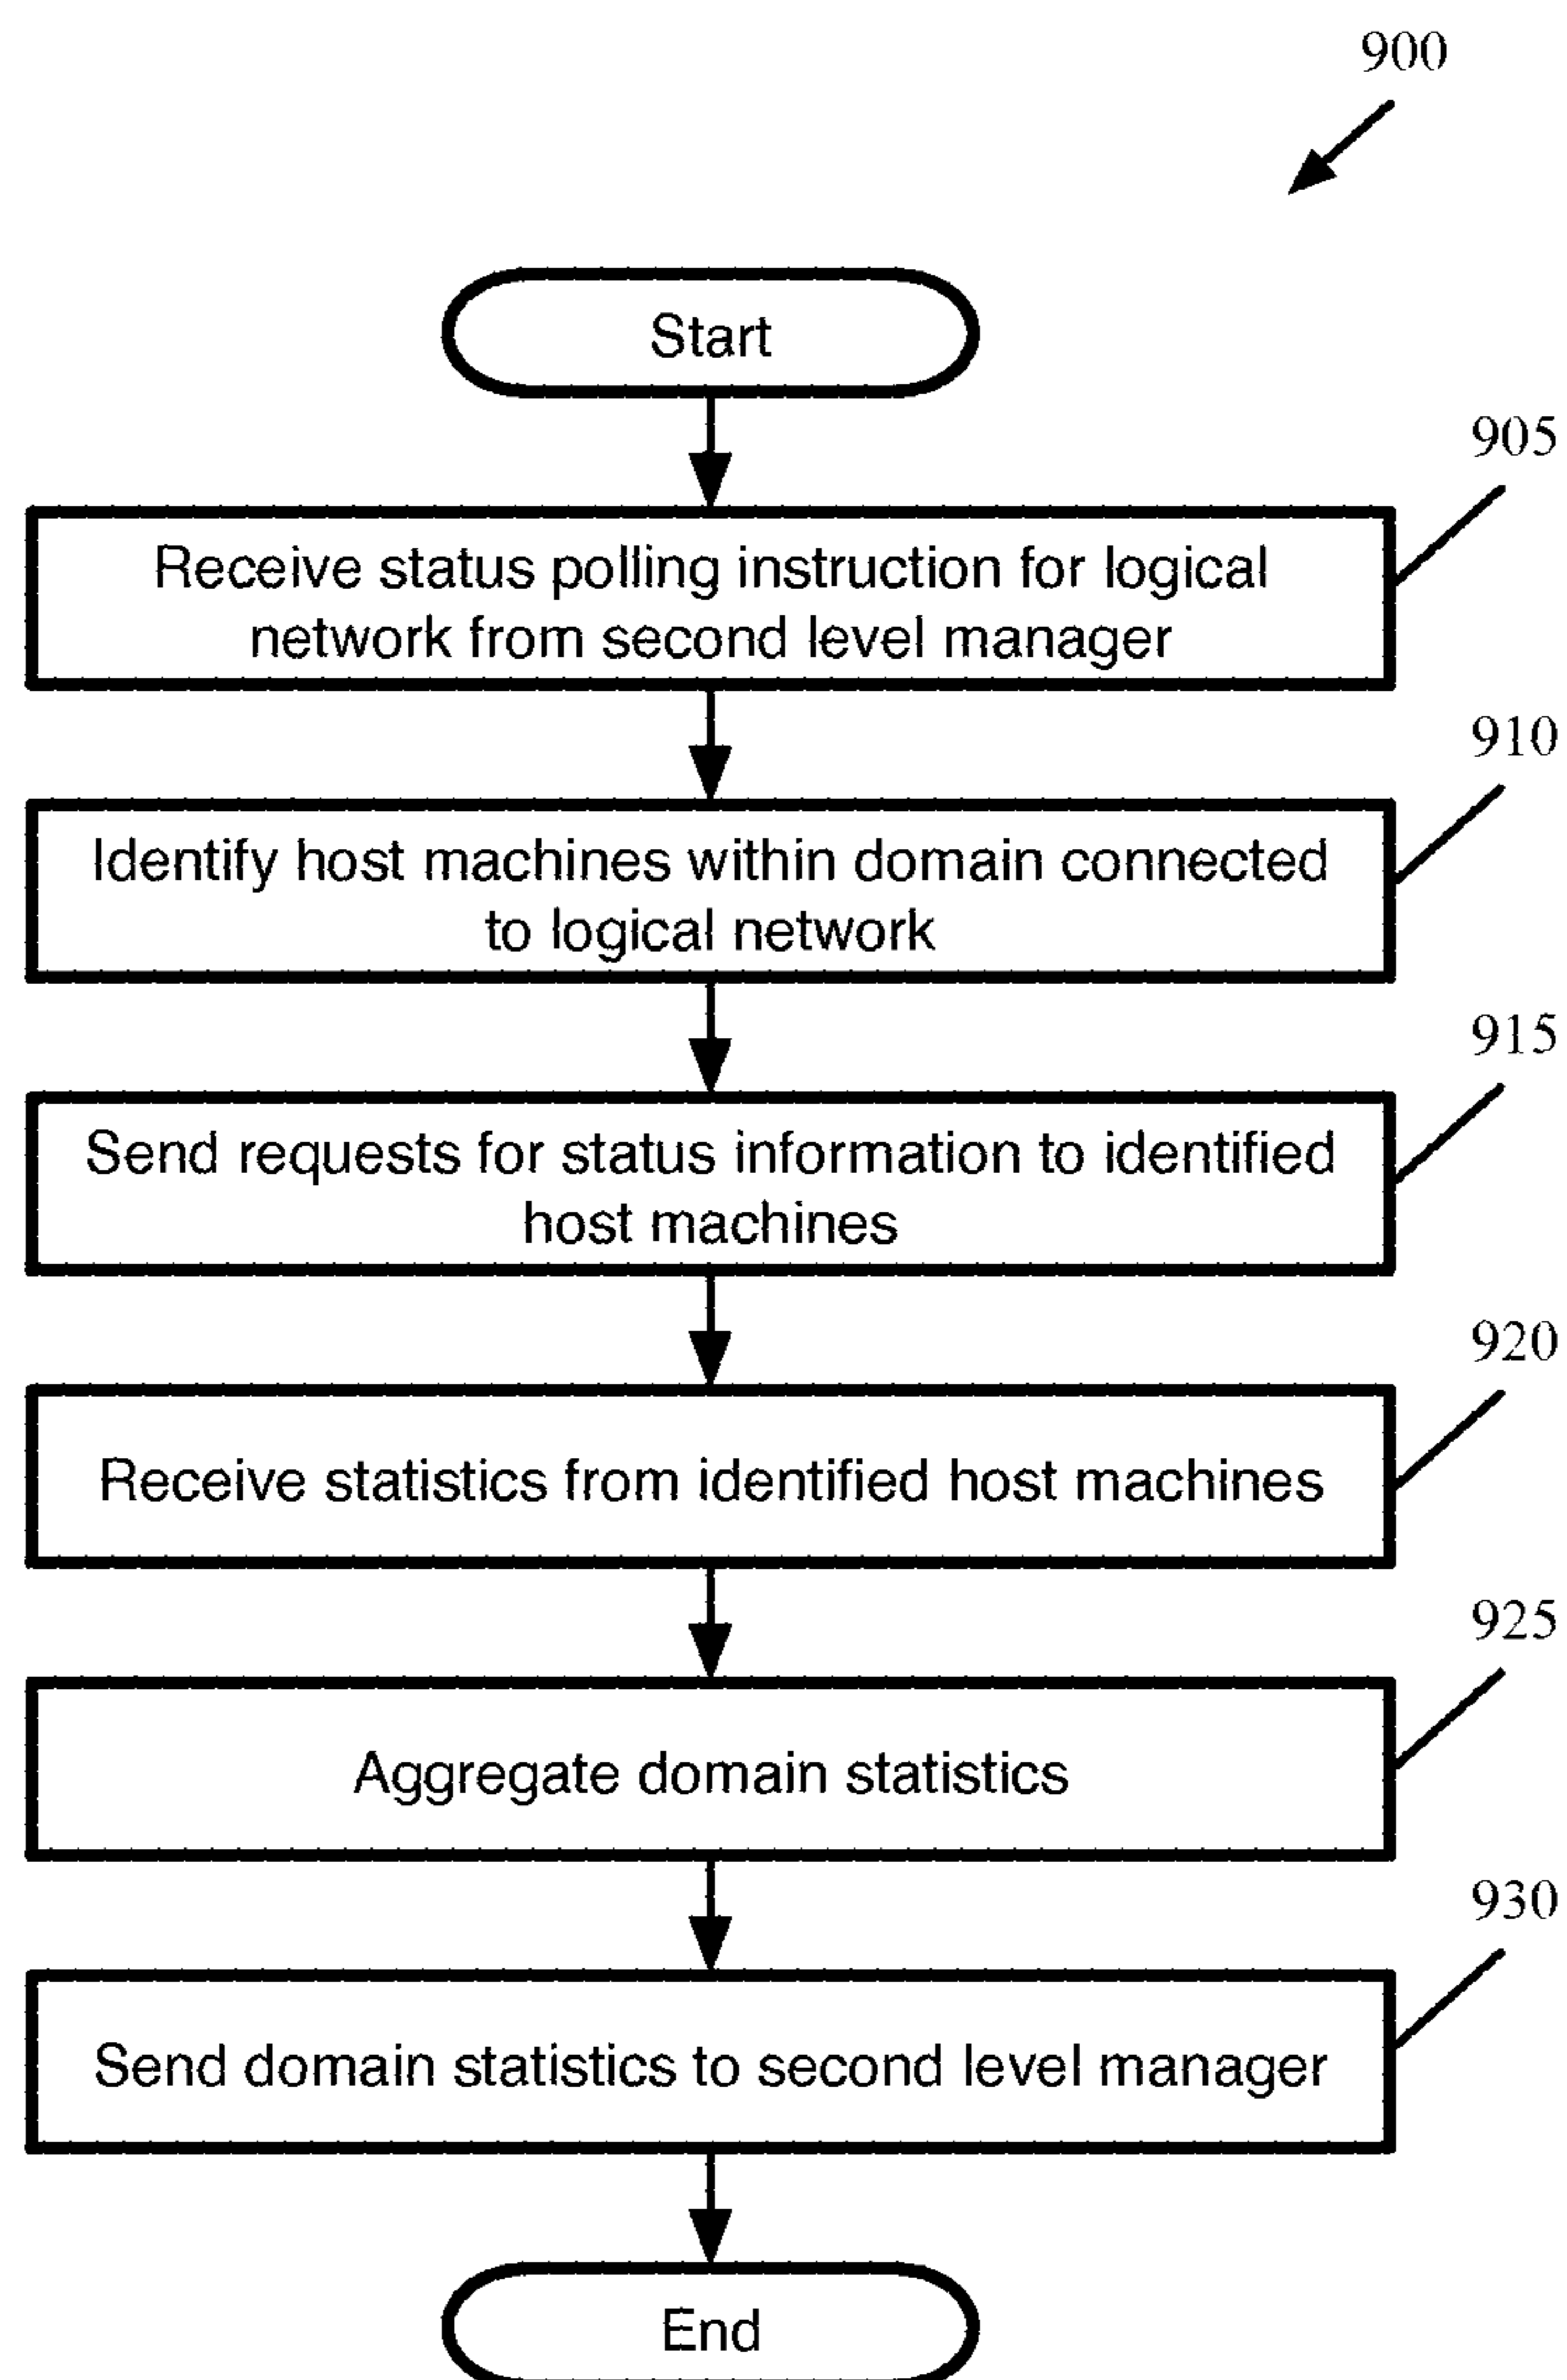 900
Start
905
Receive status polling instruction for logical
network from second level manager
910
Identify host machines within domain connected
to logical network
915
Send requests for status information to identified
host machines
920
Receive statistics from identified host machines
925
Aggregate domain statistics
930
Send domain statistics to second level manager
End